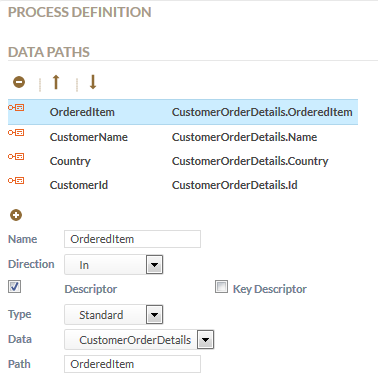 PROCESS DEFINITION
DATA PATHS
OrderedItem CustomerOrderDetails.OrderedItem
CustomerName CustomerOrderDetails.Name
Country CustomerOrderDetails.Country
CustomerId CustomerOrderDetails.Id
Name OrderedItem
Direction In
Descriptor Key Descriptor
Type Standard
Data CustomerOrderDetails
Path OrderedItem